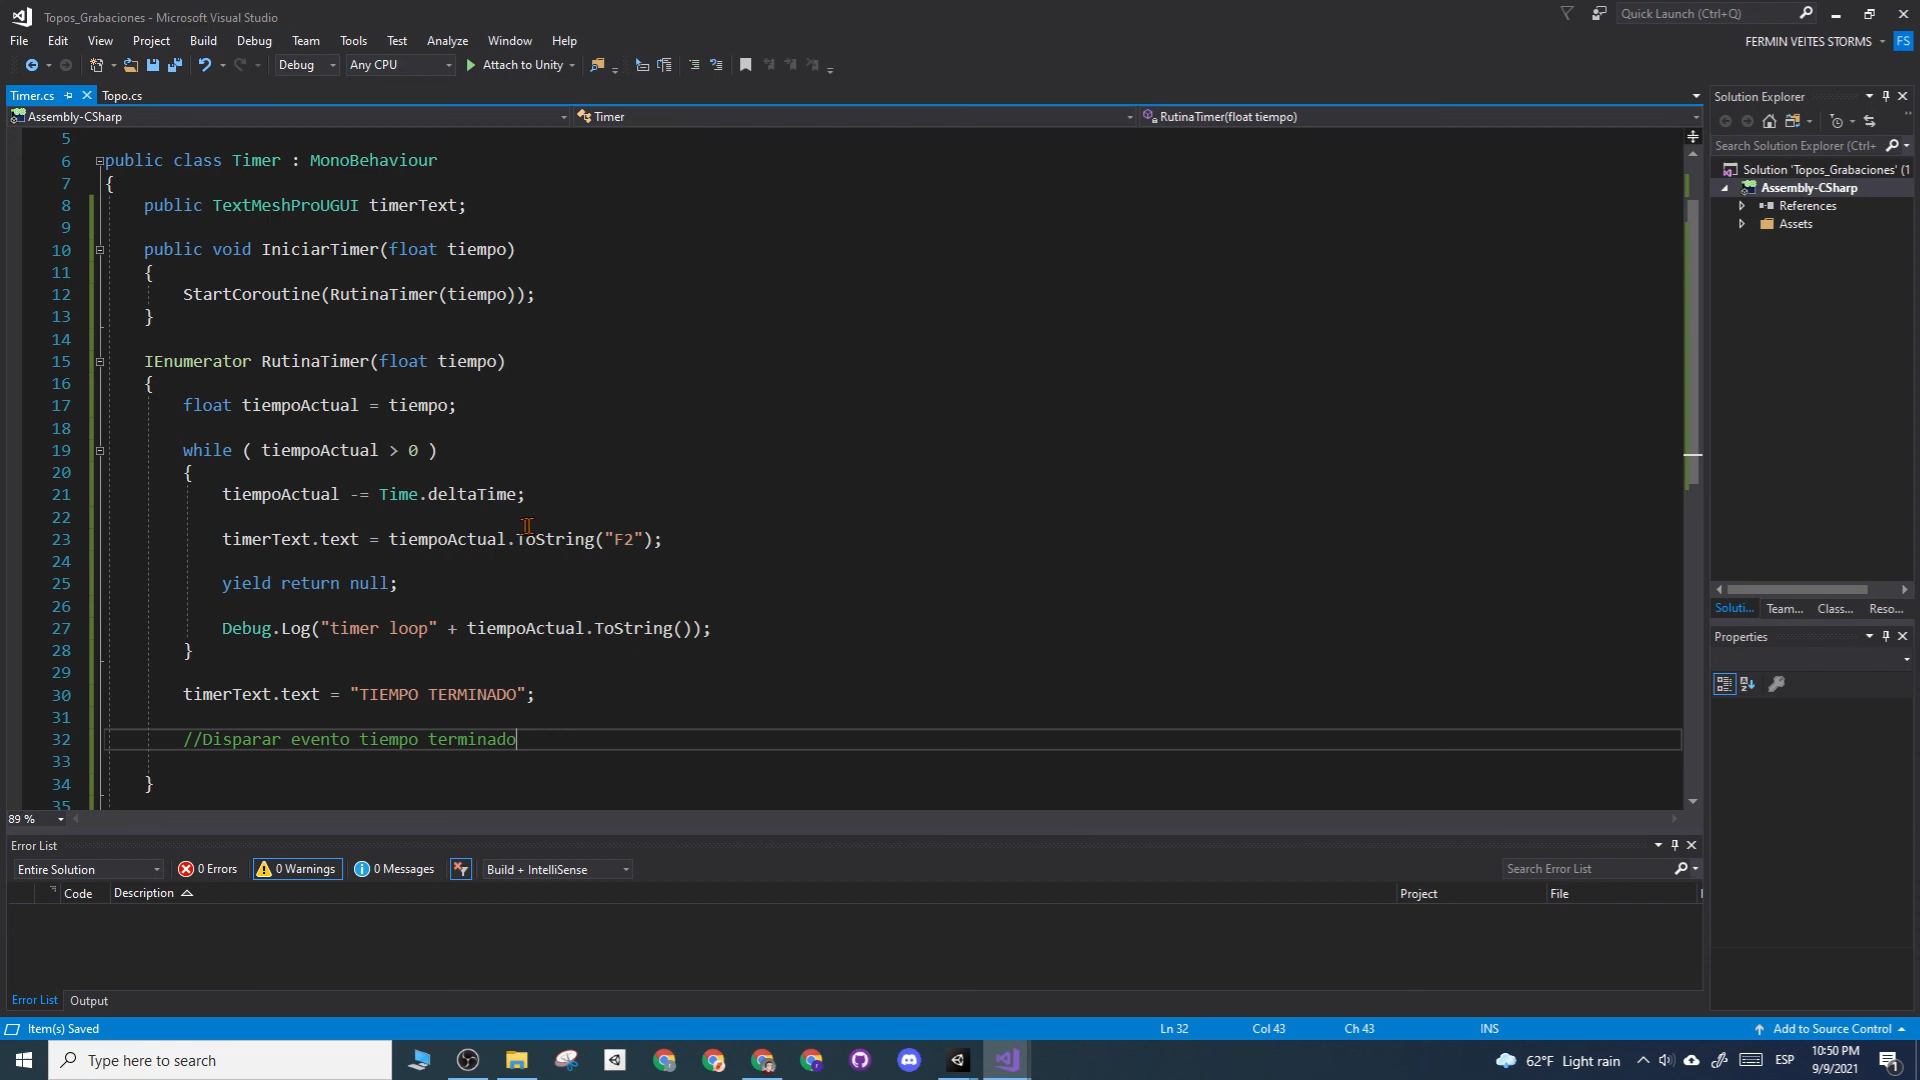 Topos_Grabaciones - Microsoft Visual Studio
Quick Launch (Ctrl+Q)
File Edit View Project Build Debug Team Tools Test Analyze Window Help
FERMIN VEITES STORMS FS
Debug Any CPU Attach to Unity
Timer.cs Topo.cs
Assembly-CSharp Timer RutinaTimer(float tiempo)
5
6 public class Timer : MonoBehaviour
7 {
8 public TextMeshProUGUI timerText;
9
10 public void IniciarTimer(float tiempo)
11 {
12 StartCoroutine(RutinaTimer(tiempo));
13 }
14
15 IEnumerator RutinaTimer(float tiempo)
16 {
17 float tiempoActual = tiempo;
18
19 while ( tiempoActual > 0 )
20 {
21 tiempoActual -= Time.deltaTime;
22
23 timerText.text = tiempoActual.ToString("F2");
24
25 yield return null;
26
27 Debug.Log("timer loop" + tiempoActual.ToString());
28 }
29
30 timerText.text = "TIEMPO TERMINADO";
31
32 //Disparar evento tiempo terminado
33
34 }
35
89 %
Solution Explorer
Search Solution Explorer (Ctrl+
Solution 'Topos_Grabaciones' (1
Assembly-CSharp
References
Assets
Soluti... Team... Class... Reso...
Properties
Error List
Entire Solution 0 Errors 0 Warnings 0 Messages Build + IntelliSense Search Error List
Code Description Project File
Error List Output
Item(s) Saved Ln 32 Col 43 Ch 43 INS Add to Source Control
Type here to search
62°F Light rain ESP
10:50 PM
9/9/2021
1